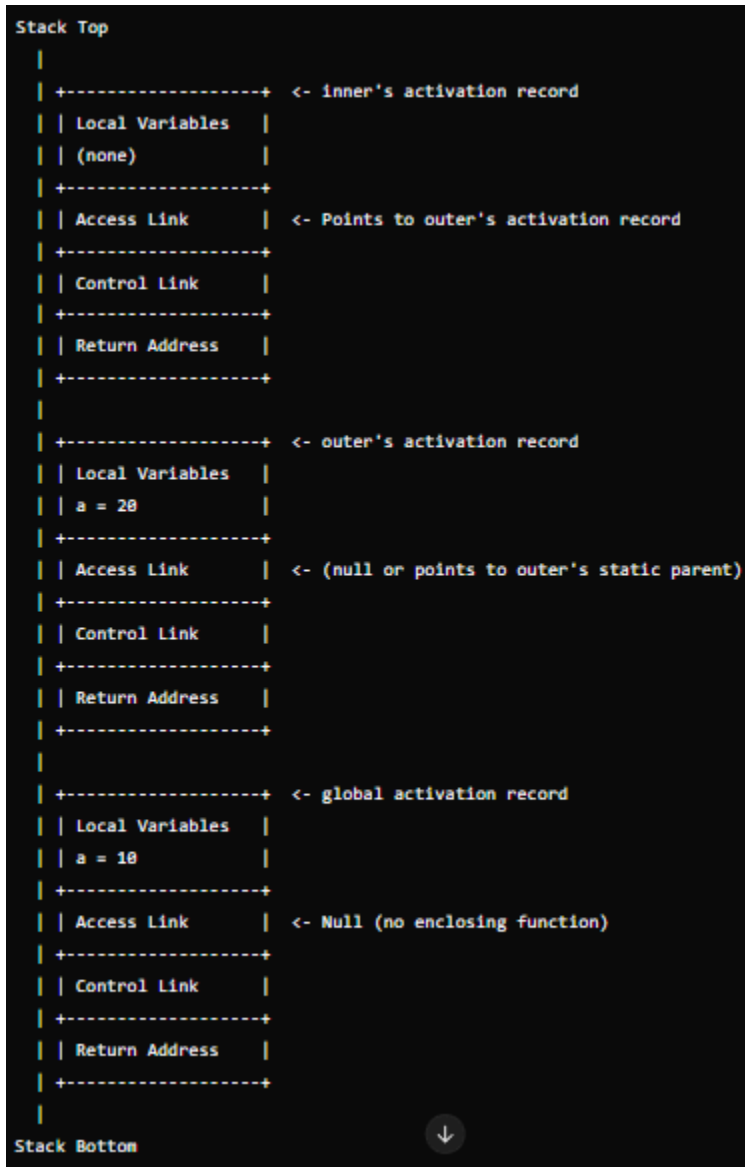 Stack Top
  |
  | +-------------------+  <- inner's activation record
  | | Local Variables   |
  | | (none)            |
  | +-------------------+
  | | Access Link       |  <- Points to outer's activation record
  | +-------------------+
  | | Control Link      |
  | +-------------------+
  | | Return Address    |
  | +-------------------+
  |
  | +-------------------+  <- outer's activation record
  | | Local Variables   |
  | | a = 20            |
  | +-------------------+
  | | Access Link       |  <- (null or points to outer's static parent)
  | +-------------------+
  | | Control Link      |
  | +-------------------+
  | | Return Address    |
  | +-------------------+
  |
  | +-------------------+  <- global activation record
  | | Local Variables   |
  | | a = 10            |
  | +-------------------+
  | | Access Link       |  <- Null (no enclosing function)
  | +-------------------+
  | | Control Link      |
  | +-------------------+
  | | Return Address    |
  | +-------------------+
  |
Stack Bottom